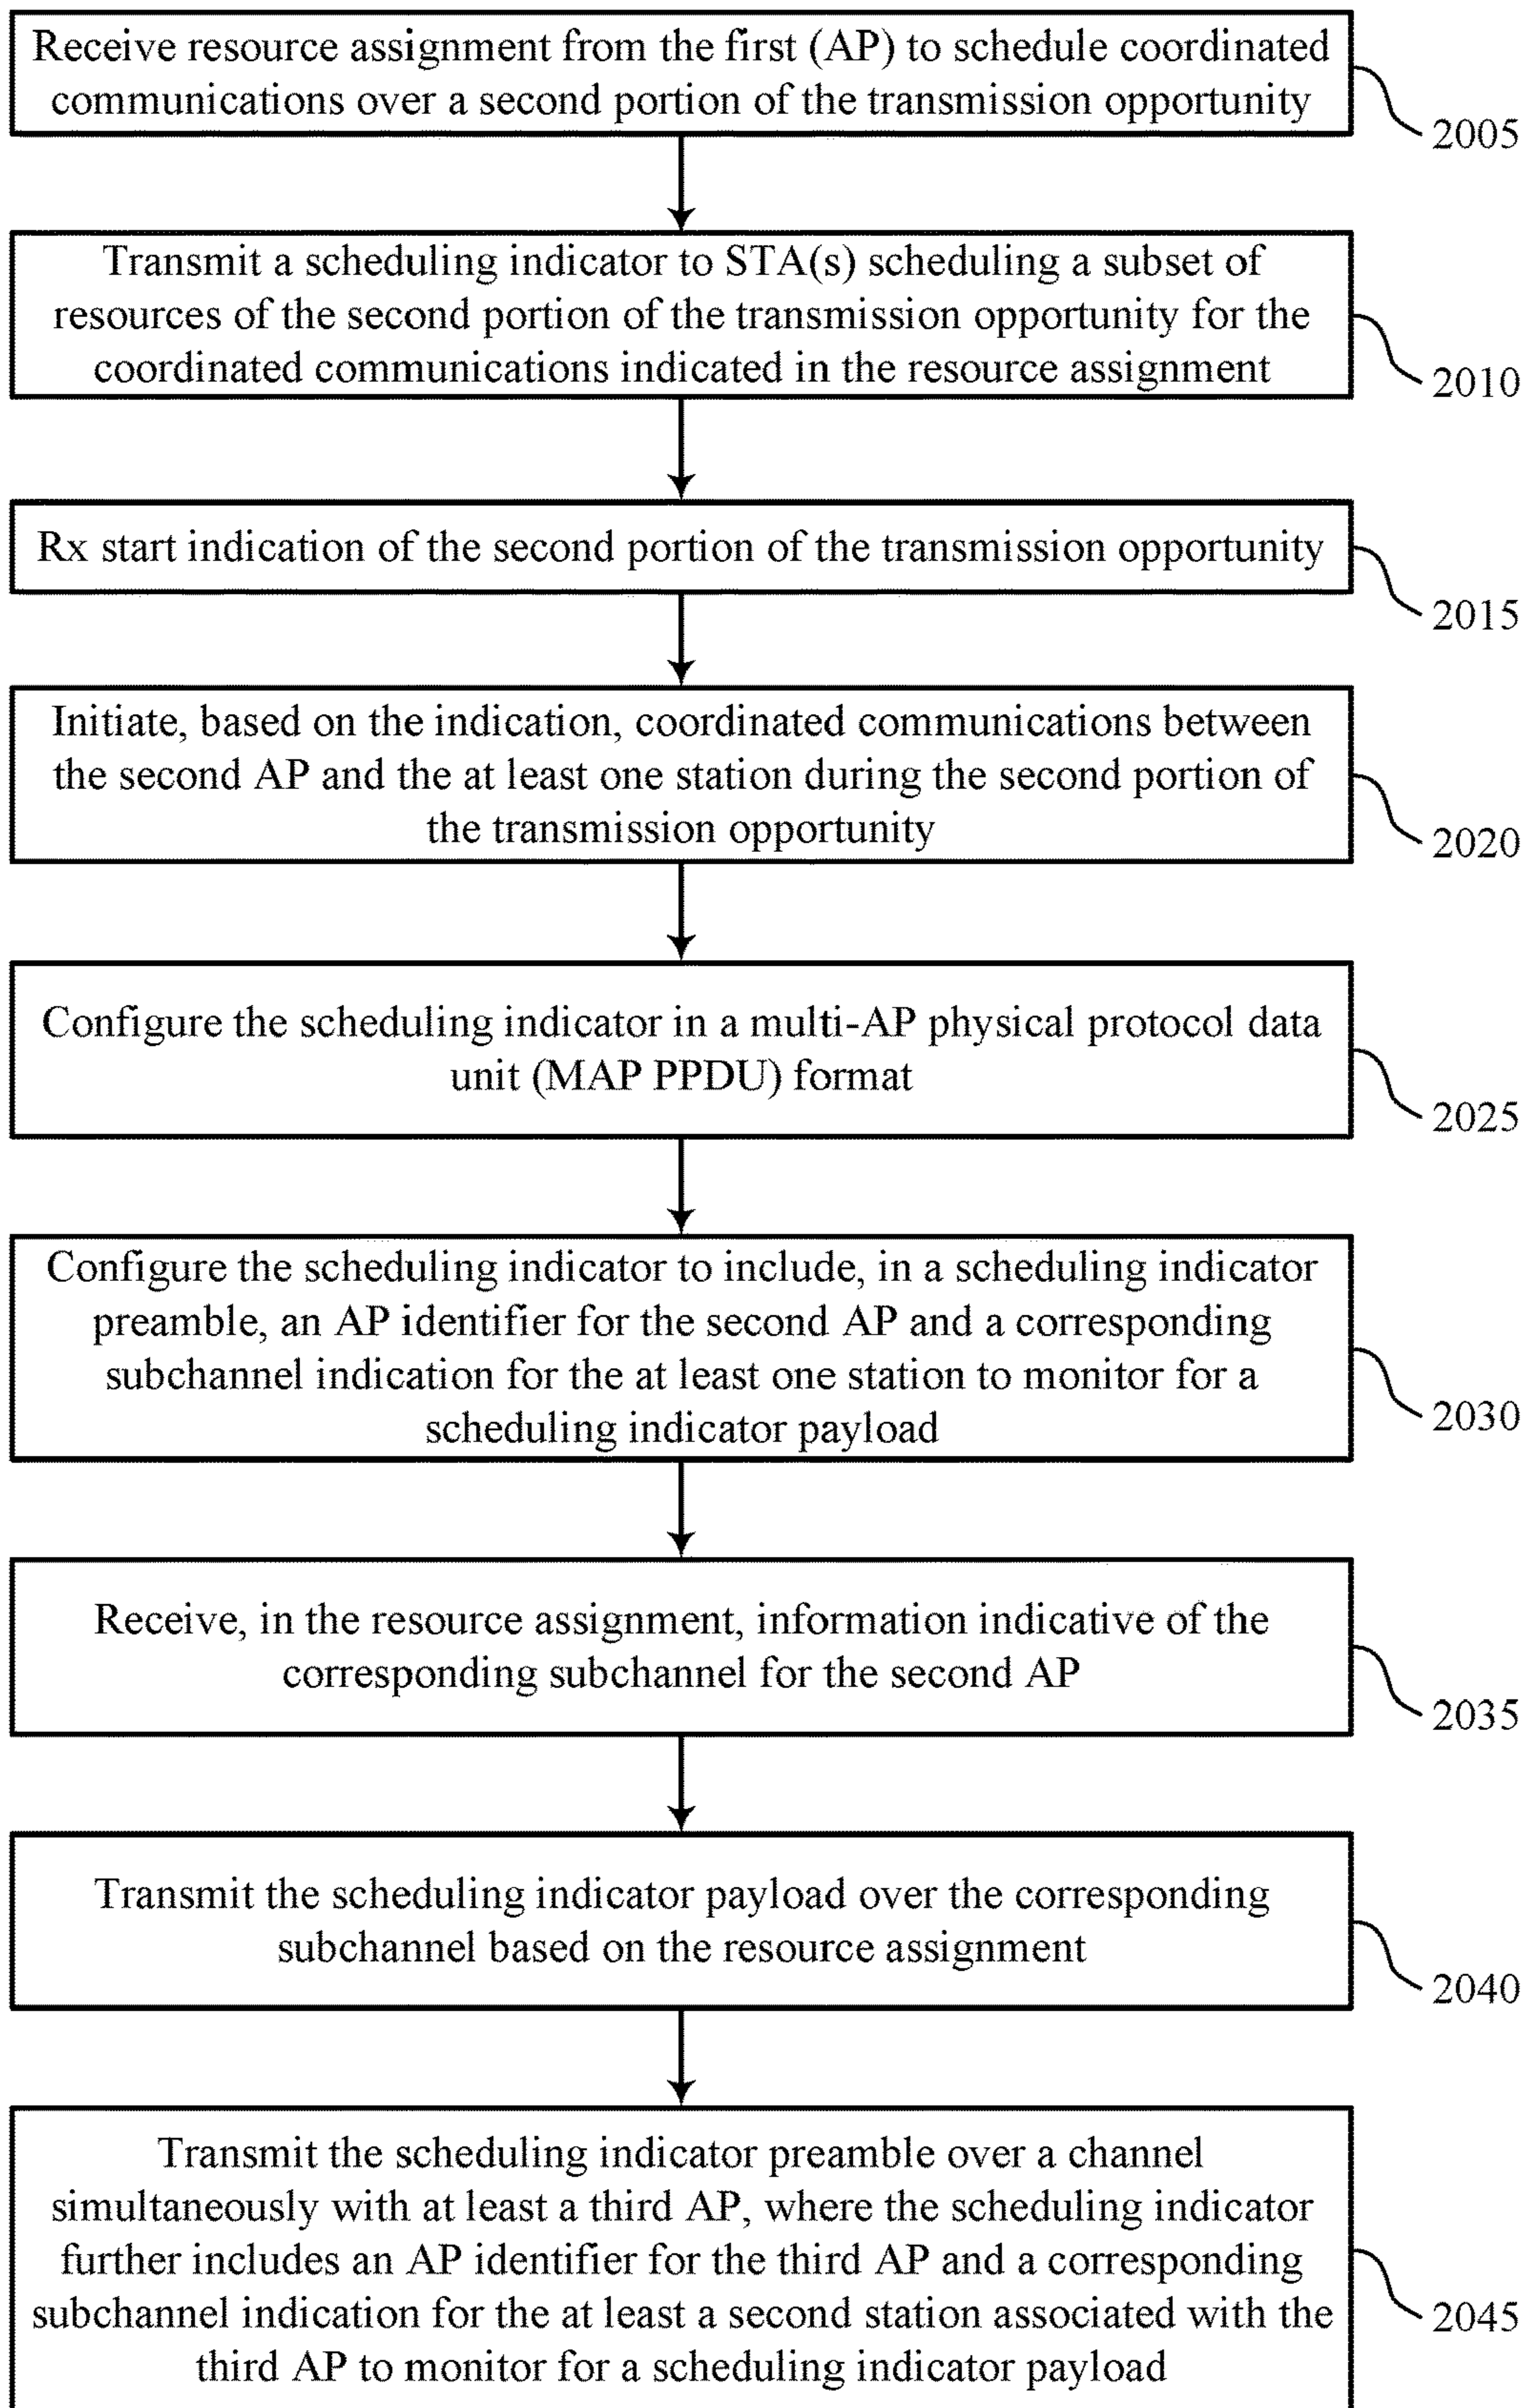 Receive resource assignment from the first (AP) to schedule coordinated
communications over a second portion of the transmission opportunity
2005
Transmit a scheduling indicator to STA(s) scheduling a subset of
resources of the second portion of the transmission opportunity for the
coordinated communications indicated in the resource assignment
2010
Rx start indication of the second portion of the transmission opportunity
2015
Initiate, based on the indication, coordinated communications between
the second AP and the at least one station during the second portion of
the transmission opportunity
2020
Configure the scheduling indicator in a multi-AP physical protocol data
unit (MAP PPDU) format
2025
Configure the scheduling indicator to include, in a scheduling indicator
preamble, an AP identifier for the second AP and a corresponding
subchannel indication for the at least one station to monitor for a
scheduling indicator payload
2030
Receive, in the resource assignment, information indicative of the
corresponding subchannel for the second AP
2035
Transmit the scheduling indicator payload over the corresponding
subchannel based on the resource assignment
2040
Transmit the scheduling indicator preamble over a channel
simultaneously with at least a third AP, where the scheduling indicator
further includes an AP identifier for the third AP and a corresponding
subchannel indication for the at least a second station associated with the
third AP to monitor for a scheduling indicator payload
2045